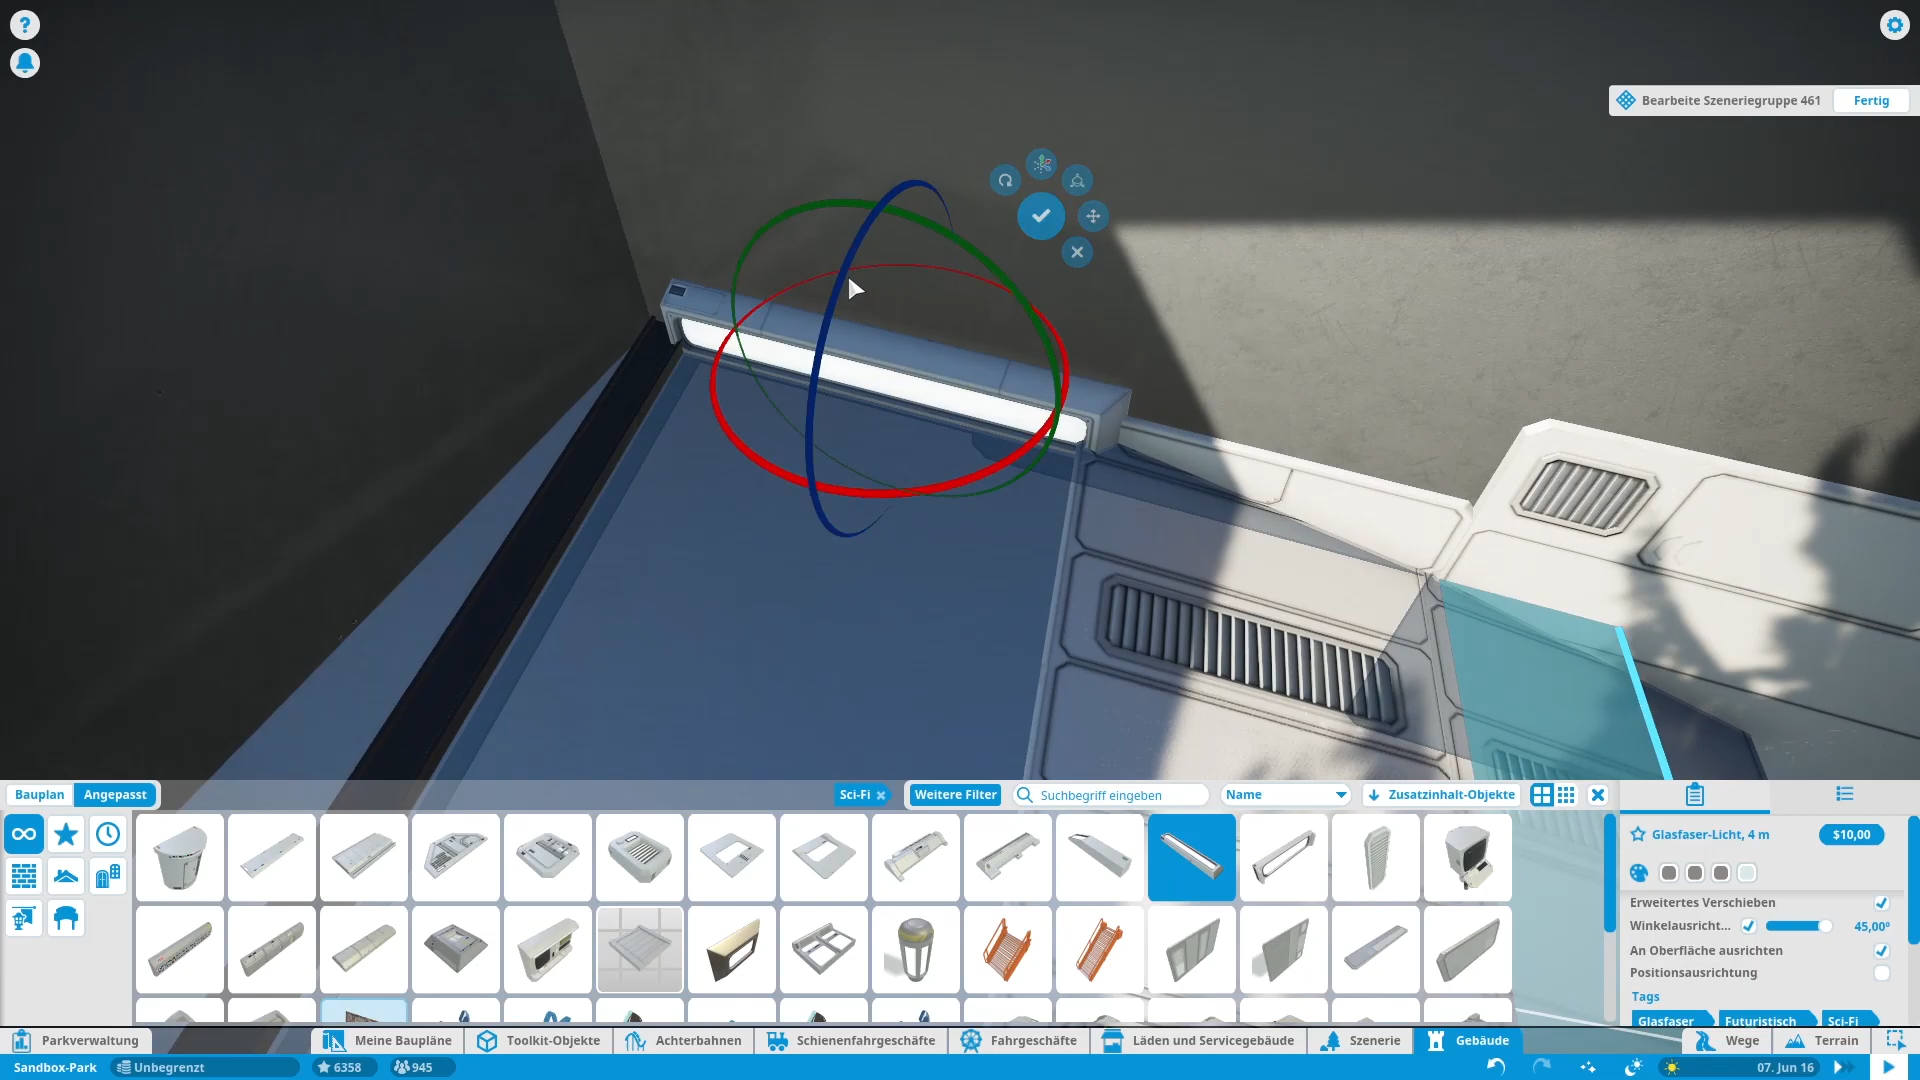 ?
Bearbeite Szeneriegruppe 461
Fertig
Bauplan
Angepasst
Sci-Fi
Weitere Filter
Suchbegriff eingeben
Name
Zusatzinhalt-Objekte
Glasfaser-Licht, 4 m
$10,00
Erweitertes Verschieben
Winkelausricht...
45,00°
An Oberfläche ausrichten
Positionsausrichtung
Tags
Glasfaser
Futuristisch
Sci-Fi
Parkverwaltung
Meine Baupläne
Toolkit-Objekte
Achterbahnen
Schienenfahrgeschäfte
Fahrgeschäfte
Läden und Servicegebäude
Szenerie
Gebäude
Wege
Terrain
Sandbox-Park
Unbegrenzt
6358
945
07. Jun 16